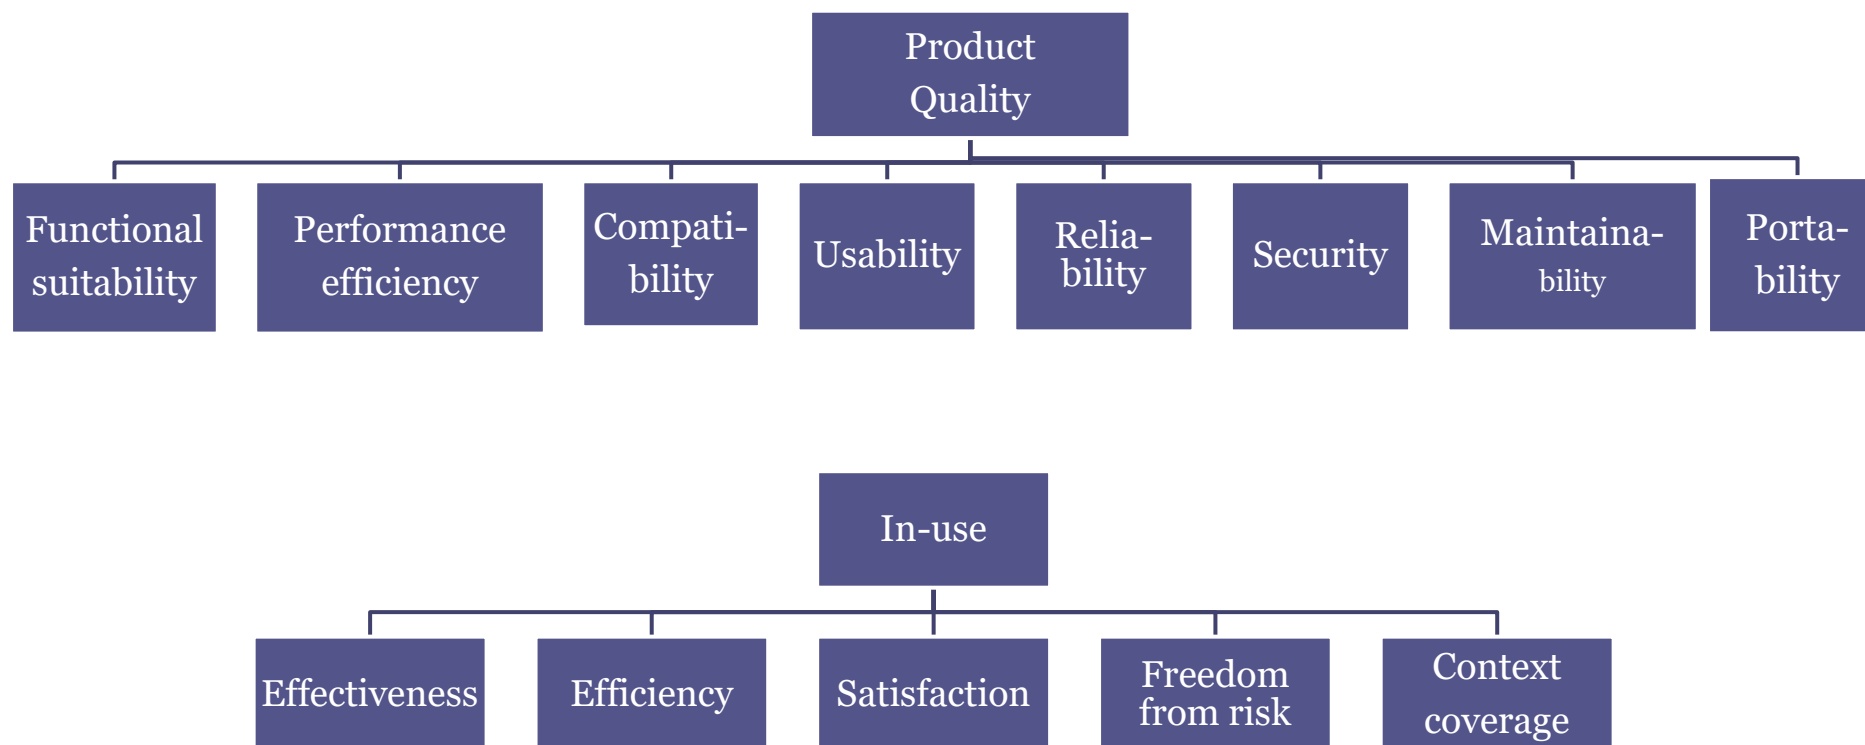 Product
Quality
Functional
suitability
Performance
efficiency
Compati-
bility
Usability
Relia-
bility
Security
Maintaina-
bility
Porta-
bility
In-use
Effectiveness
Efficiency
Satisfaction
Freedom
from risk
Context
coverage